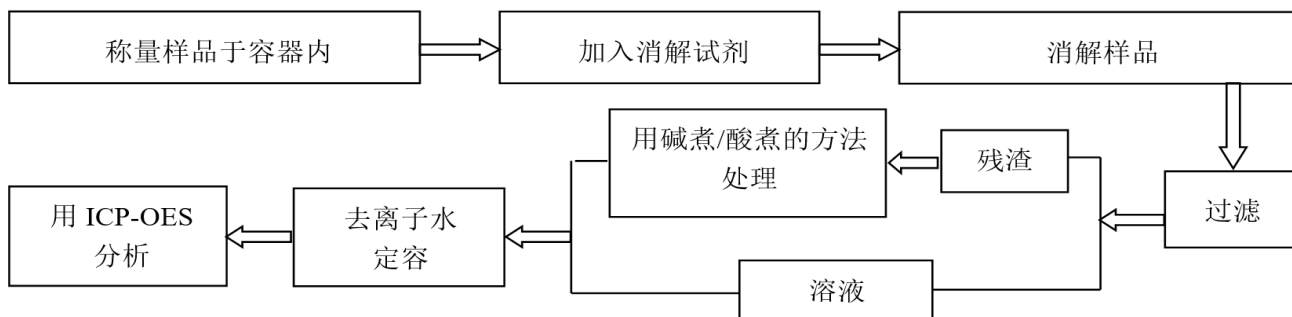 称量样品于容器内
加入消解试剂
消解样品
过滤
残渣
用碱煮/酸煮的方法
处理
溶液
去离子水
定容
用 ICP-OES
分析